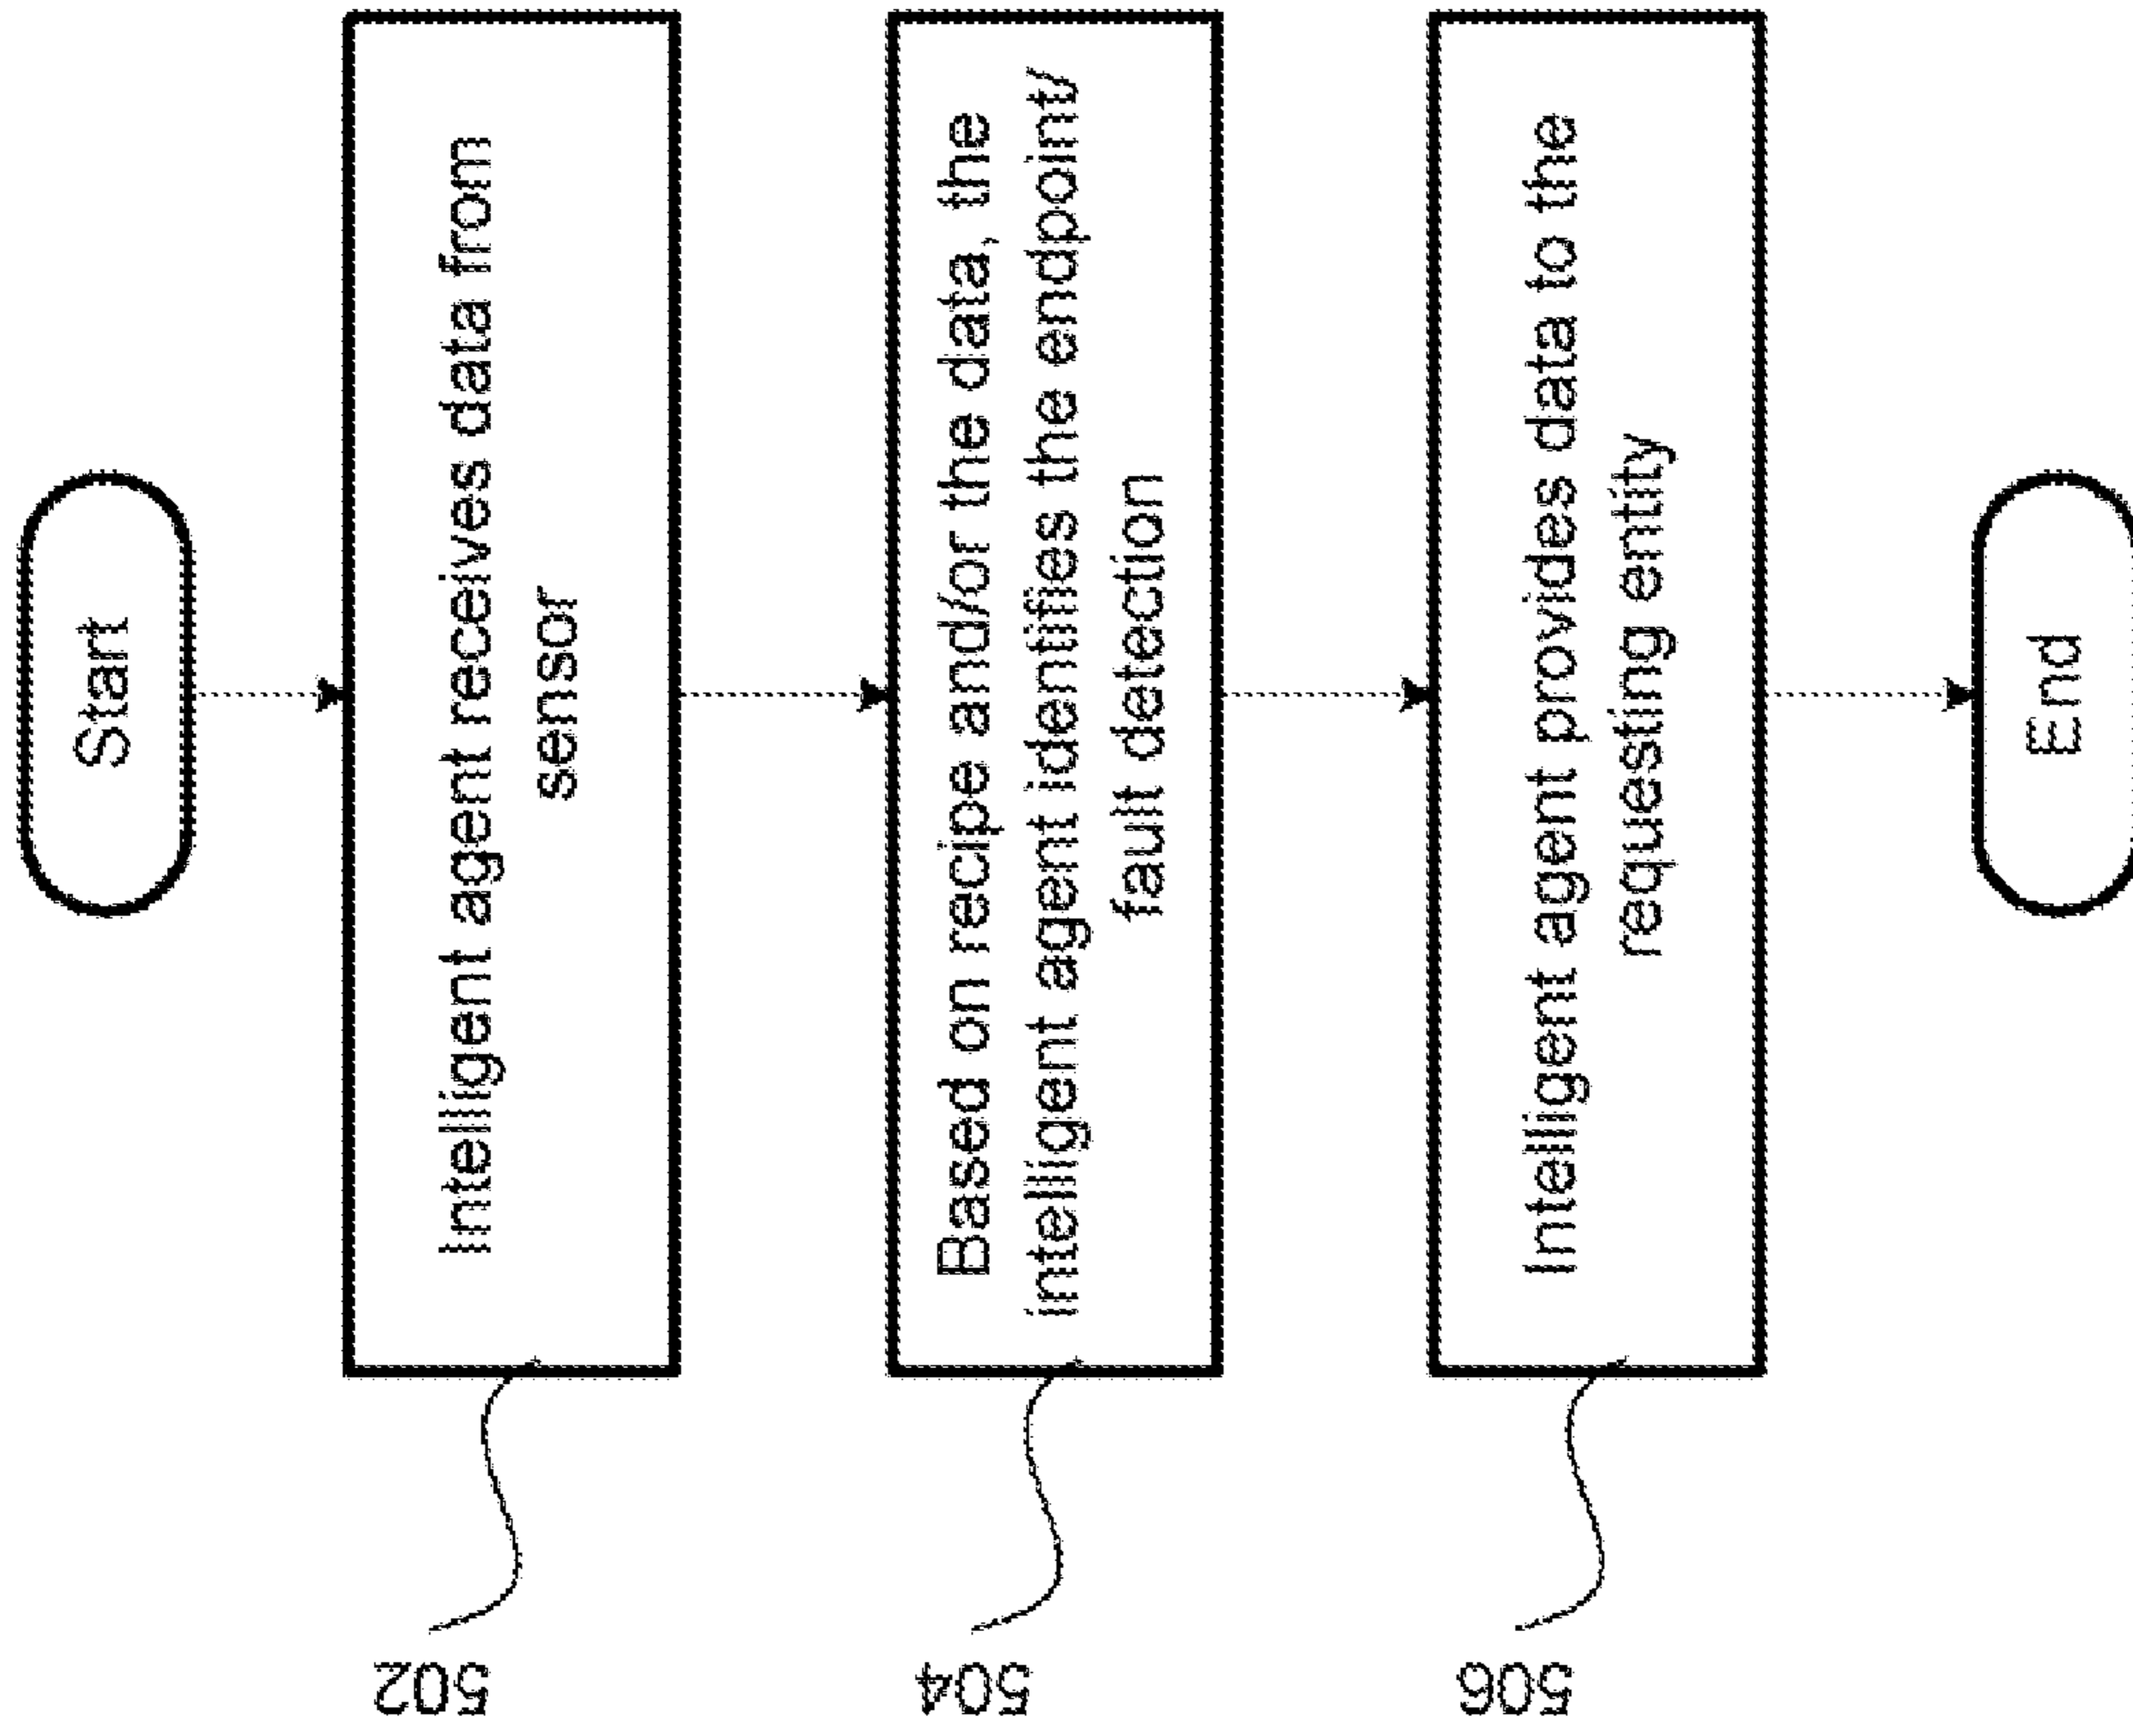 Start
502
Intelligent agent receives data from
sensor
504
Based on recipe and/or the data, the
intelligent agent identifies the endpoint/
fault detection
506
Intelligent agent provides data to the
requesting entity
End